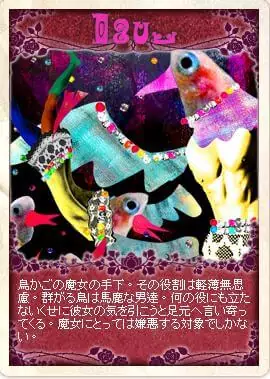 鳥かごの魔女の手下。その役割は軽薄無思
慮。群がる鳥は馬鹿な男達。何の役にも立た
ないくせに彼女の気を引こうと足元へ言い寄
ってくる。魔女にとっては嫌悪する対象でしかな
い。